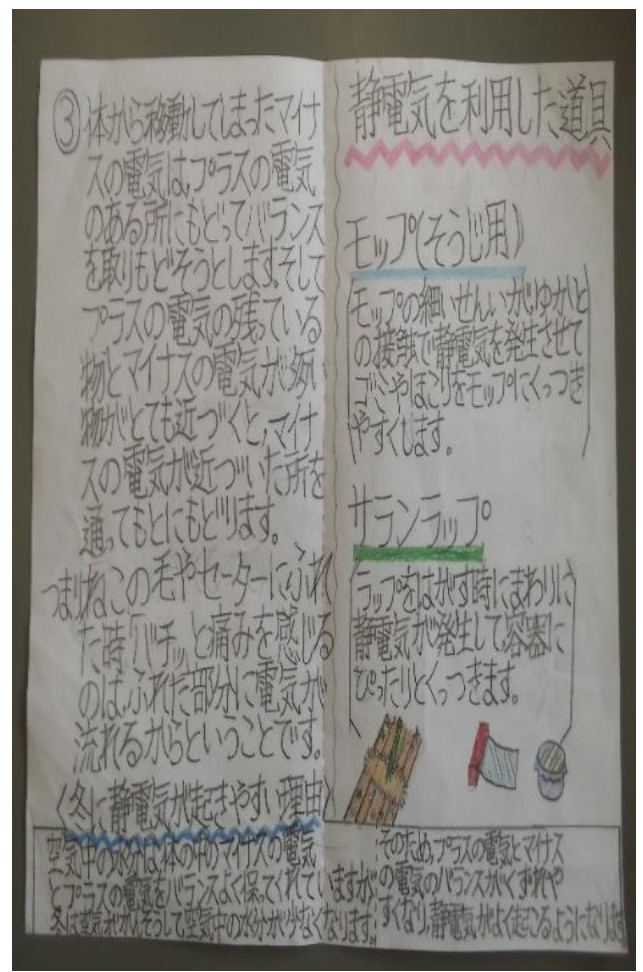 ③体から移動してしまったマイナ
スの電気は、プラスの電気
のある所にもどってバランス
を取りもどそうとします。そして
プラスの電気の残っている
物とマイナスの電気が多い
物がとても近づくと、マイナ
スの電気が近づいた所を
通ってもとにもどります。
つまりねこの毛やセーターにふれ
た時「バチッ」と痛みを感じる
のは、ふれた部分に電気が
流れるからということです。
〈冬に静電気が起きやすい理由〉
空気中の水分は、体の中のマイナスの電気
とプラスの電気をバランスよく保ってくれていますが
冬は空気がかんそうして空気中の水分が少なくなります。
そのため、プラスの電気とマイナス
の電気のバランスがくずれや
すくなり、静電気がよく起こるようになります
静電気を利用した道具
モップ(そうじ用)
モップの細いせんいがゆかと
の接触で静電気を発生させて
ゴミやほこりをモップにくっつき
やすくします。
サランラップ
ラップをはがす時にまわりに
静電気が発生して、容器に
ぴったりとくっつきます。